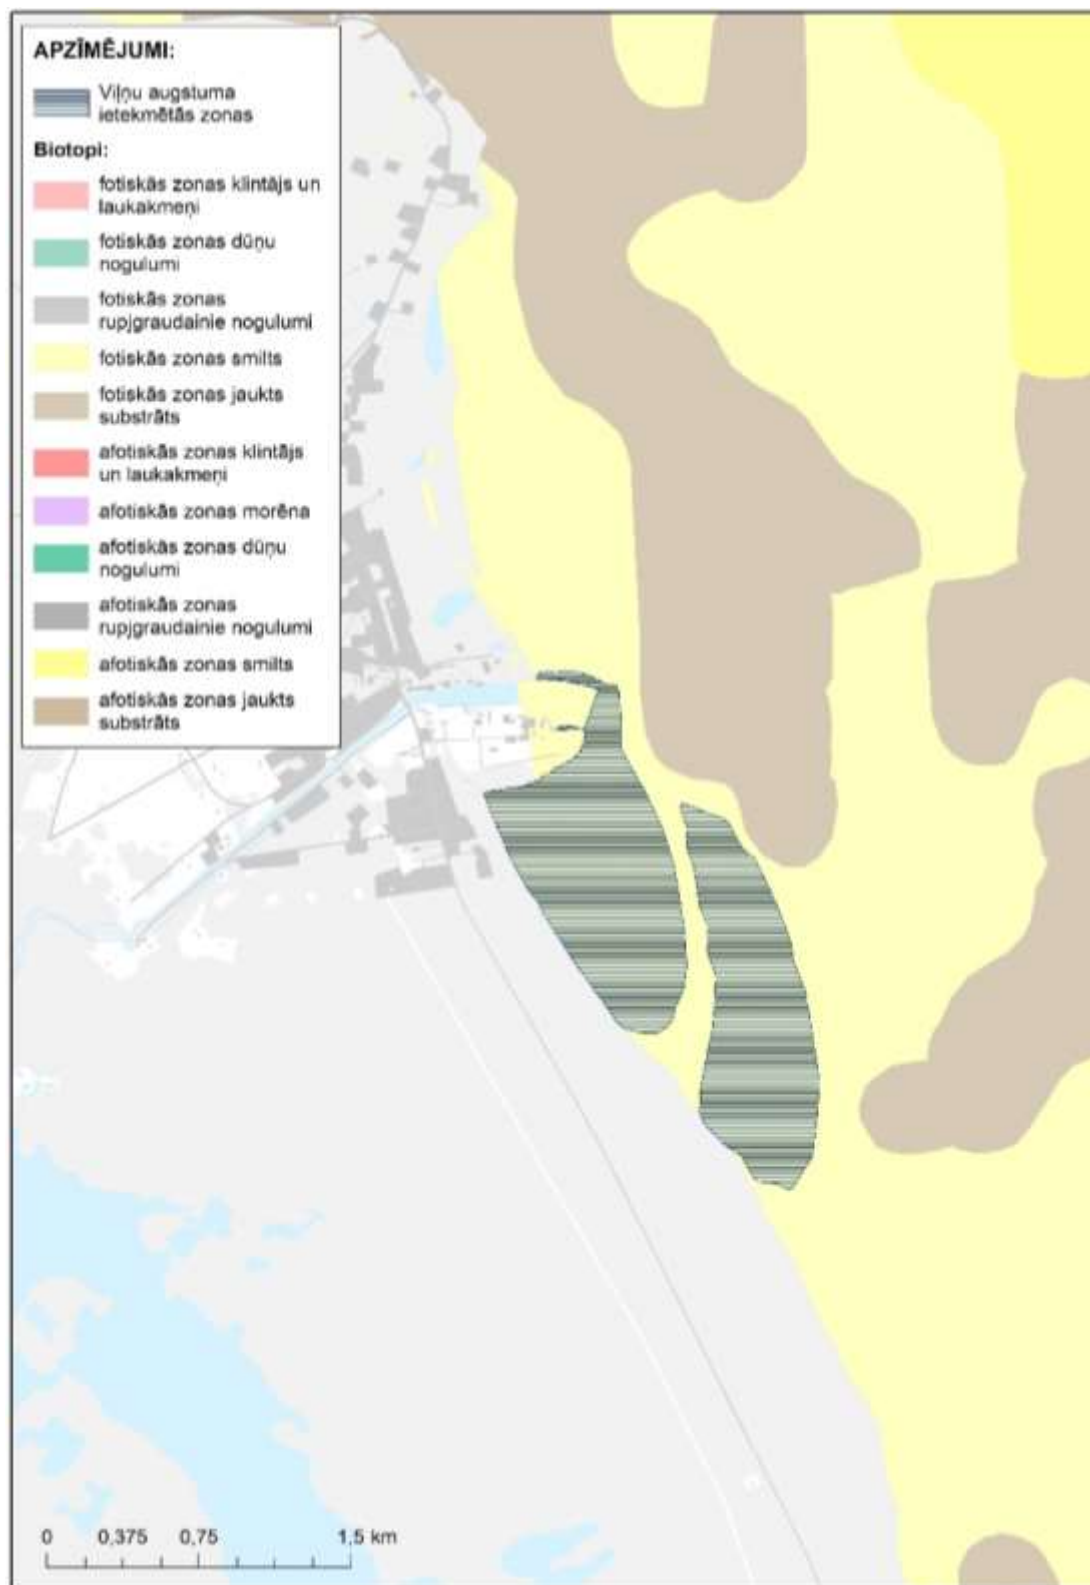 APZĪMĒJUMI:
Viļņu augstuma
ietekmētās zonas
Biotopi:
fotiskās zonas klintājs un
laukakmeņi
fotiskās zonas dūņu
nogulumi
fotiskās zonas
rupjgraudainie nogulumi
fotiskās zonas smilts
fotiskās zonas jaukts
substrāts
afotiskās zonas klintājs
un laukakmeņi
afotiskās zonas morēna
afotiskās zonas dūņu
nogulumi
afotiskās zonas
rupjgraudainie nogulumi
afotiskās zonas smilts
afotiskās zonas jaukts
substrāts
0 0,375 0,75 1,5 km